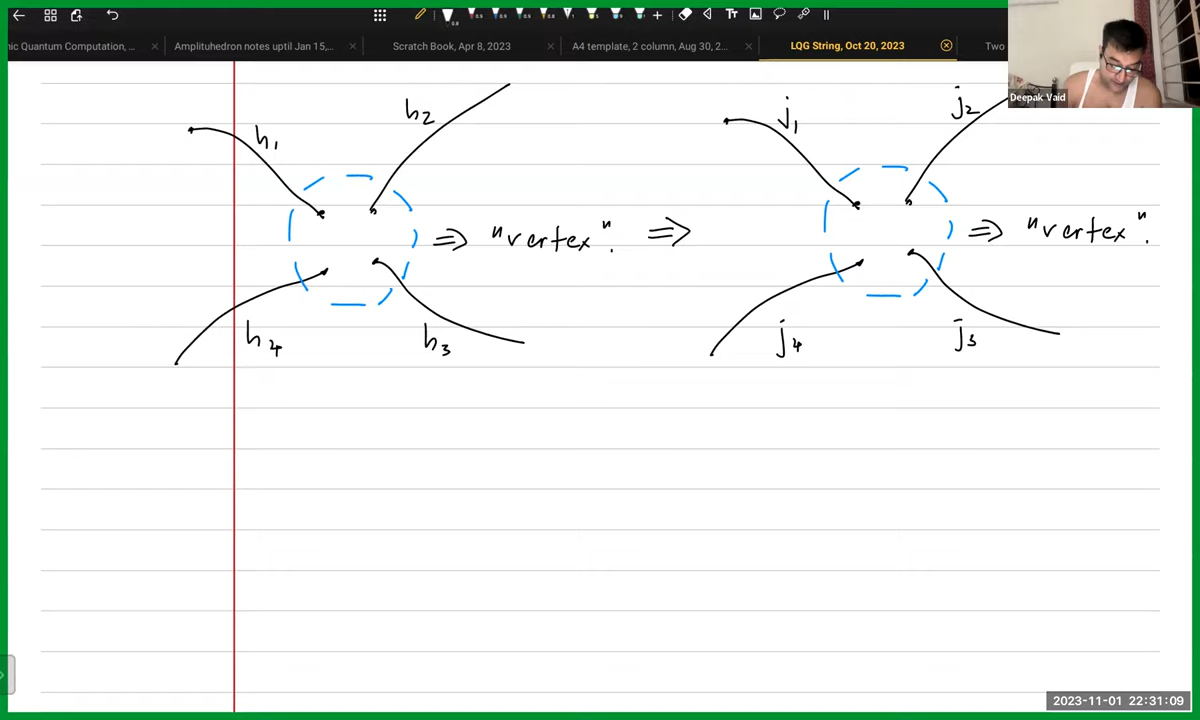 nic Quantum Computation, ...
Amplituhedron notes uptil Jan 15,...
Scratch Book, Apr 8, 2023
A4 template, 2 column, Aug 30, 2...
LQG String, Oct 20, 2023
Two
Deepak Vaid
h1 h2 j1 j2
⇒ "vertex". ⇒ ⇒ "vertex".
h4 h3 j4 j3
2023-11-01 22:31:09